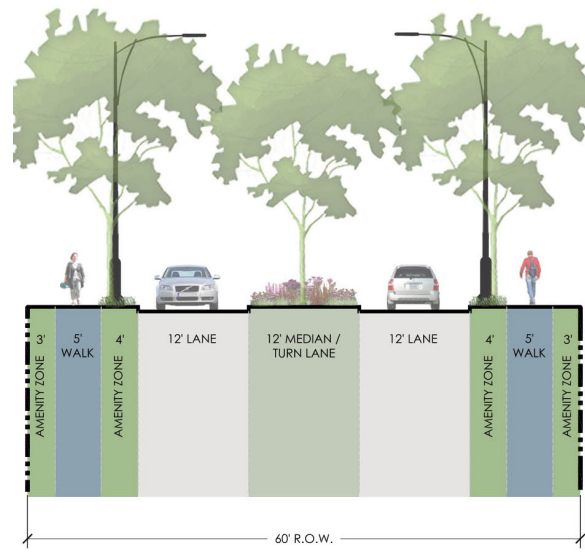 3'
AMENITY ZONE
5'
WALK
4'
AMENITY ZONE
12' LANE
12' MEDIAN /
TURN LANE
12' LANE
4'
AMENITY ZONE
5'
WALK
3'
AMENITY ZONE
60' R.O.W.